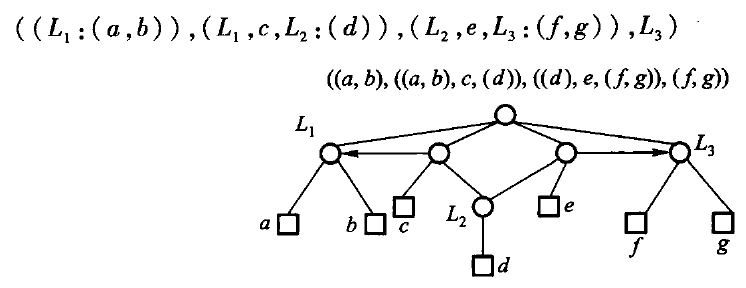 ((L₁:(a,b)),(L₁,c,L₂:(d)),(L₂,e,L₃:(f,g)),L₃)
((a, b), ((a, b), c, (d)), ((d), e, (f, g)), (f, g))
L₁
L₃
a
b
c
L₂
e
f
g
d